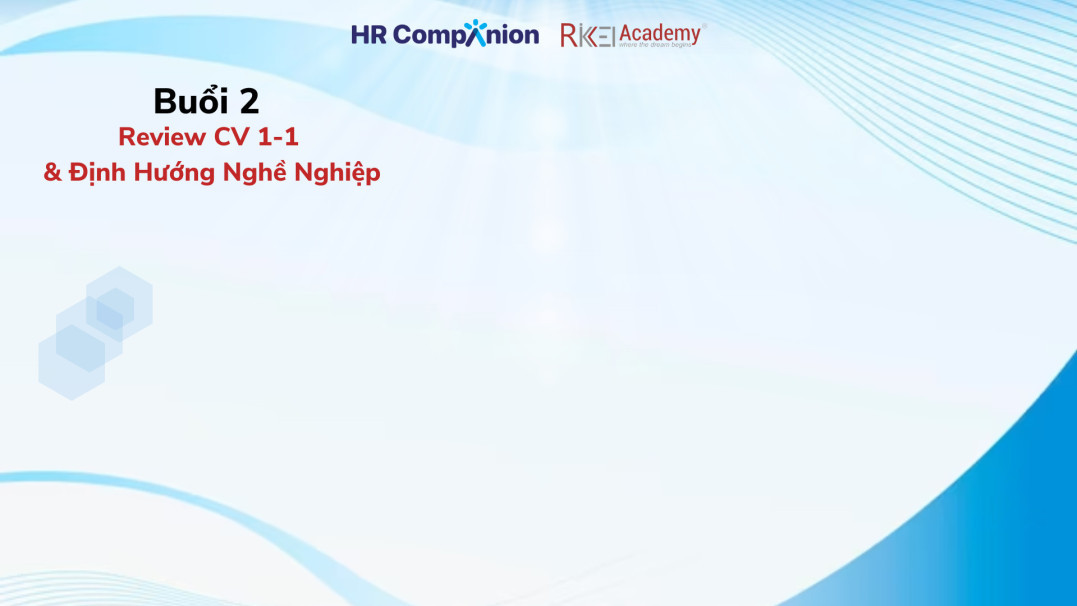 HR Companion RIKKEI Academy
where the dream begins
Buổi 2
Review CV 1-1
& Định Hướng Nghề Nghiệp